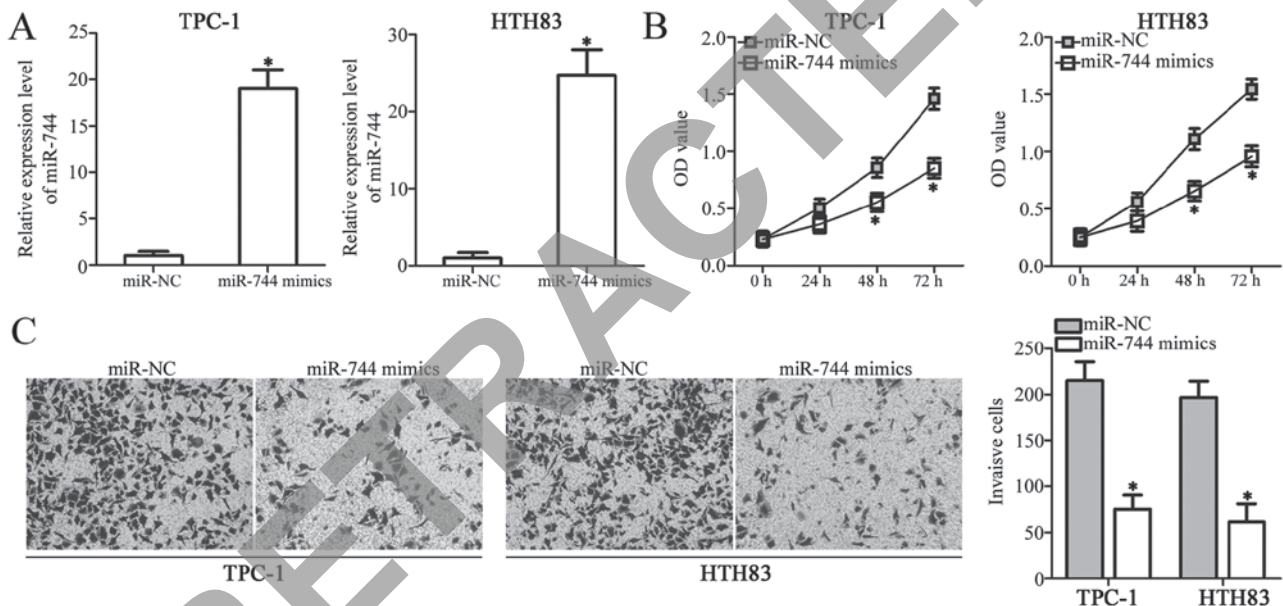 A
TPC-1
Relative expression level
of miR-744
25
20
15
10
5
0
*
miR-NC
miR-744 mimics
HTH83
Relative expression level
of miR-744
30
20
10
0
*
miR-NC
miR-744 mimics
B
TPC-1
miR-NC
miR-744 mimics
OD value
2.0
1.5
1.0
0.5
0.0
*
*
0 h
24 h
48 h
72 h
HTH83
miR-NC
miR-744 mimics
OD value
2.0
1.5
1.0
0.5
0.0
*
*
0 h
24 h
48 h
72 h
C
miR-NC
miR-744 mimics
miR-NC
miR-744 mimics
TPC-1
HTH83
miR-NC
miR-744 mimics
Invaisve cells
250
200
150
100
50
0
*
*
TPC-1
HTH83
RETRACTE